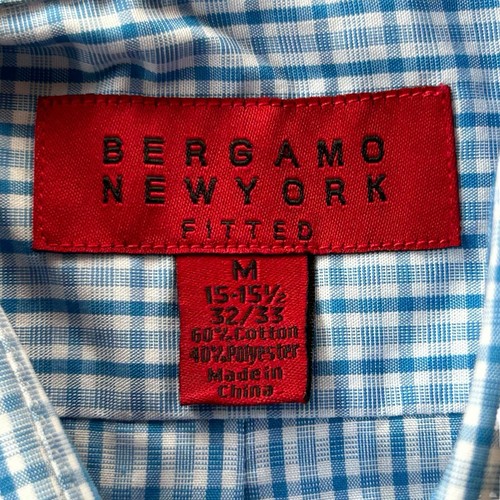 BERGAMO
NEW YORK
FITTED
M
15-15½
32/33
60% Cotton
40% Polyester
Made in
China